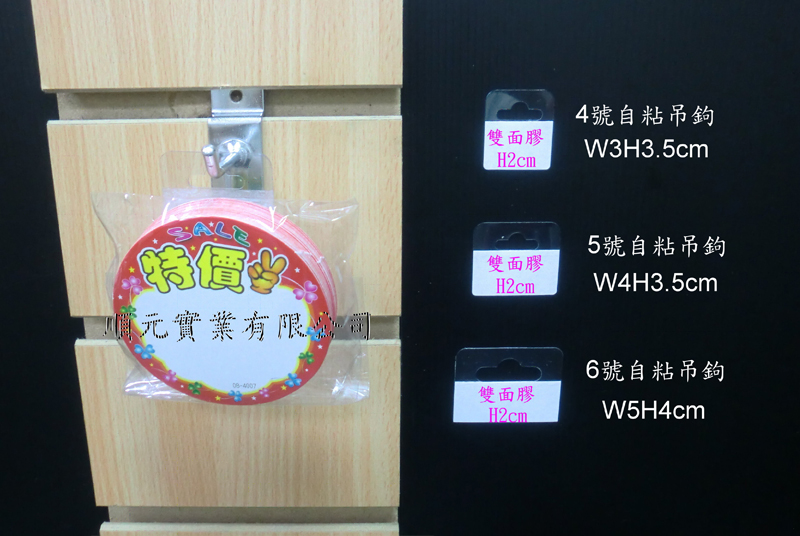 SALE
特價
順元實業有限公司
雙面膠
H2cm
4號自粘吊鉤
W3H3.5cm
雙面膠
H2cm
5號自粘吊鉤
W4H3.5cm
雙面膠
H2cm
6號自粘吊鉤
W5H4cm